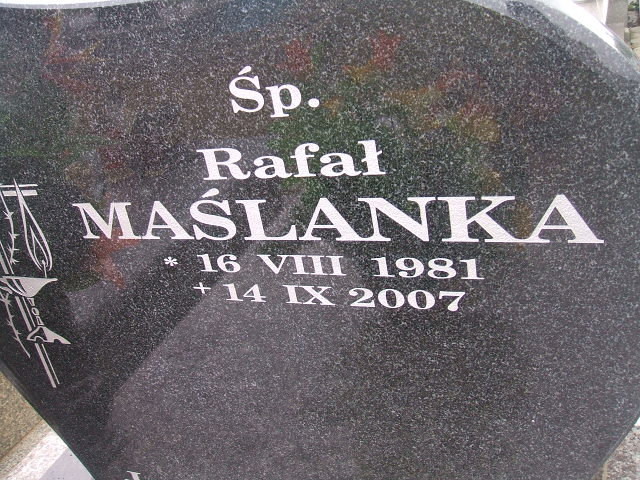 Śp.
Rafał
MAŚLANKA
* 16 VIII 1981
+ 14 IX 2007